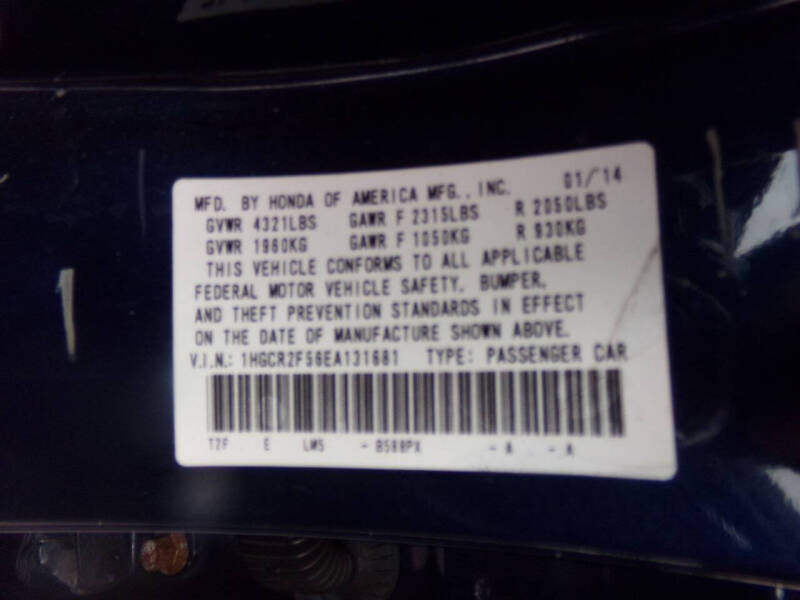 MFD. BY HONDA OF AMERICA MFG., INC. 01/14
GVWR 4321LBS GAWR F 2315LBS R 2050LBS
GVWR 1960KG GAWR F 1050KG R 930KG
THIS VEHICLE CONFORMS TO ALL APPLICABLE
FEDERAL MOTOR VEHICLE SAFETY, BUMPER,
AND THEFT PREVENTION STANDARDS IN EFFECT
ON THE DATE OF MANUFACTURE SHOWN ABOVE.
V.I.N.: 1HGCR2F56EA131681 TYPE: PASSENGER CAR
T2F E LM5 - B588PX - A - A